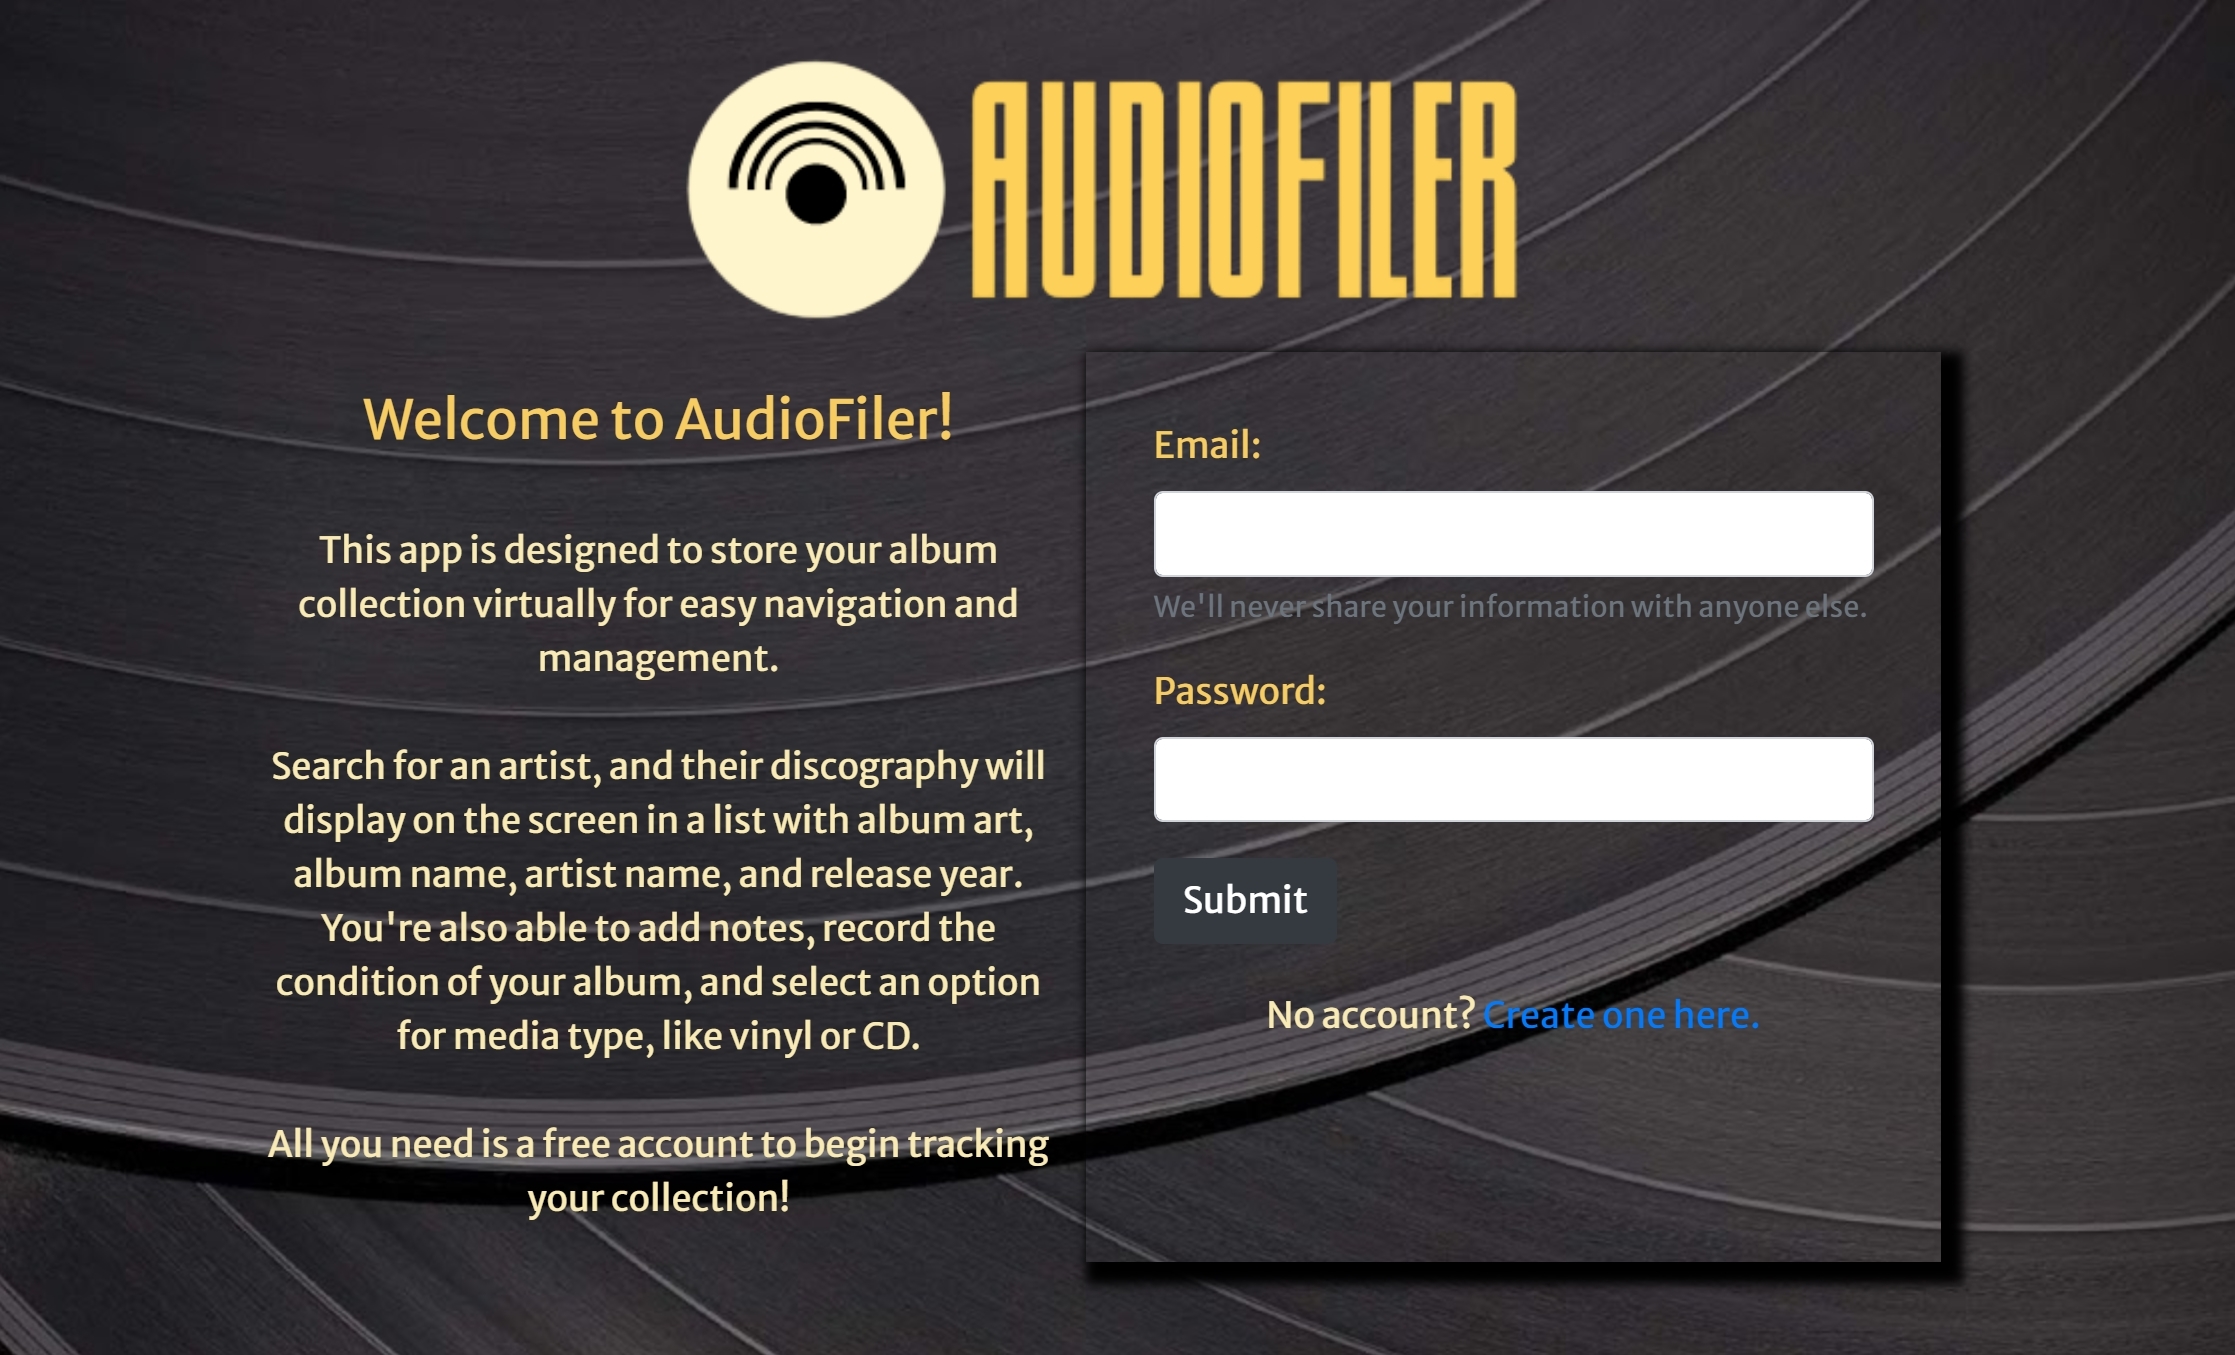 AUDIOFILER
Welcome to AudioFiler!
This app is designed to store your album
collection virtually for easy navigation and
management.
Search for an artist, and their discography will
display on the screen in a list with album art,
album name, artist name, and release year.
You're also able to add notes, record the
condition of your album, and select an option
for media type, like vinyl or CD.
All you need is a free account to begin tracking
your collection!
Email:
We'll never share your information with anyone else.
Password:
Submit
No account? Create one here.